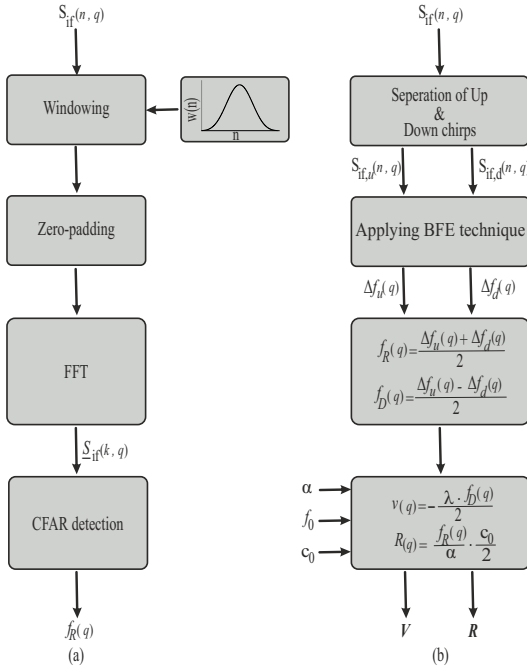 S_if(n,q)
Windowing
w(n)
n
Zero-padding
FFT
S_if(k,q)
CFAR detection
f_R(q)
(a)
S_if(n,q)
Seperation of Up
&
Down chirps
S_if,u(n,q) S_if,d(n,q)
Applying BFE technique
Δf_u(q) Δf_d(q)
f_R(q)=(Δf_u(q)+Δf_d(q))/2
f_D(q)=(Δf_u(q)-Δf_d(q))/2
α
f_0
c_0
v(q)=-(λ·f_D(q))/2
R(q)=f_R(q)/α·c_0/2
V R
(b)